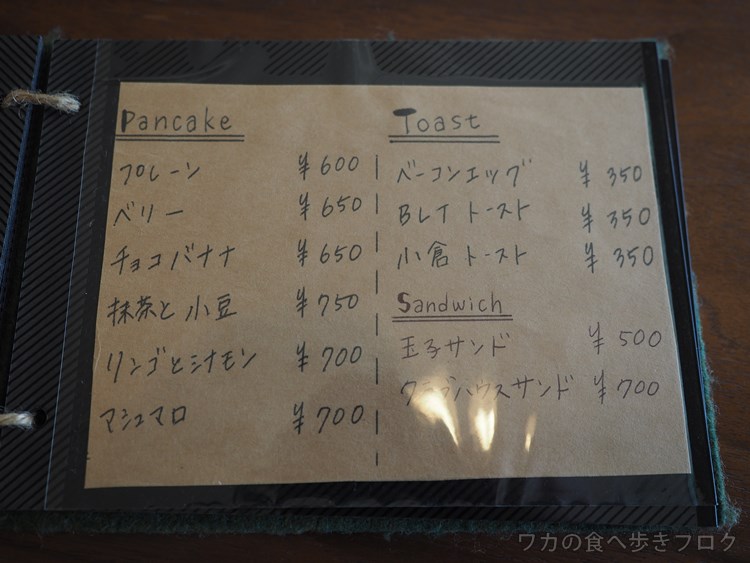 Pancake
プレーン ¥600
ベリー ¥650
チョコバナナ ¥650
抹茶と小豆 ¥750
リンゴとシナモン ¥700
マシュマロ ¥700
Toast
ベーコンエッグ ¥350
BLT トースト ¥350
小倉トースト ¥350
Sandwich
玉子サンド ¥500
クラブハウスサンド ¥700
ワカの食べ歩きブログ